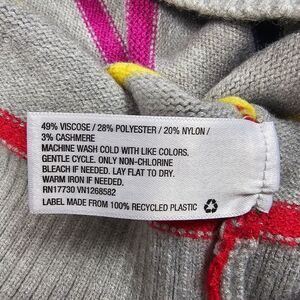 49% VISCOSE / 28% POLYESTER / 20% NYLON /
3% CASHMERE
MACHINE WASH COLD WITH LIKE COLORS.
GENTLE CYCLE. ONLY NON-CHLORINE
BLEACH IF NEEDED. LAY FLAT TO DRY.
WARM IRON IF NEEDED.
RN17730 VN1268582
LABEL MADE FROM 100% RECYCLED PLASTIC